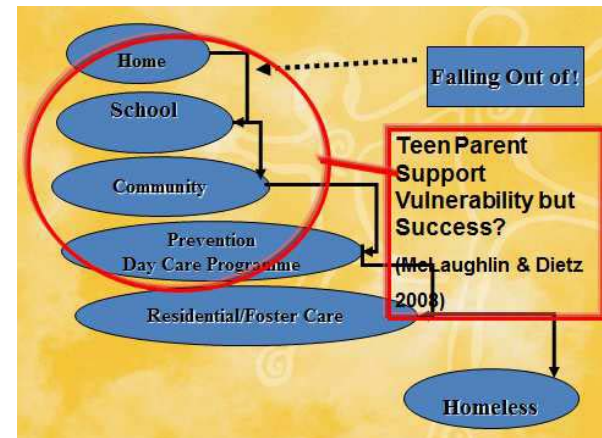 Home
Falling Out of!
School
Teen Parent
Support
Vulnerability but
Success?
(McLaughlin & Dietz
2008)
Community
Prevention
Day Care Programme
Residential/Foster Care
Homeless